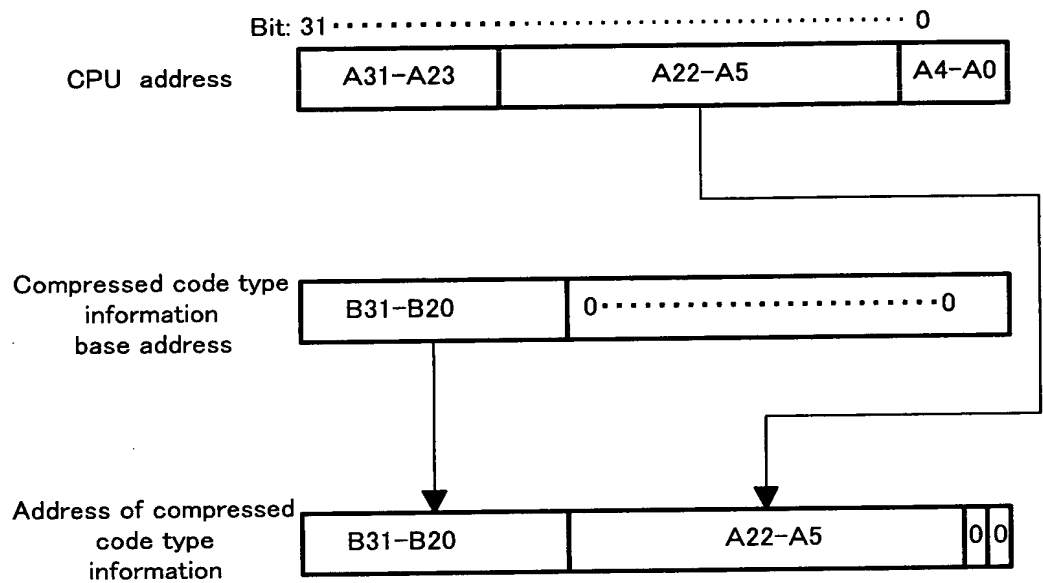 Bit: 31 ································ 0
CPU address
A31-A23
A22-A5
A4-A0
Compressed code type
information
base address
B31-B20
0························0
Address of compressed
code type
information
B31-B20
A22-A5
0
0